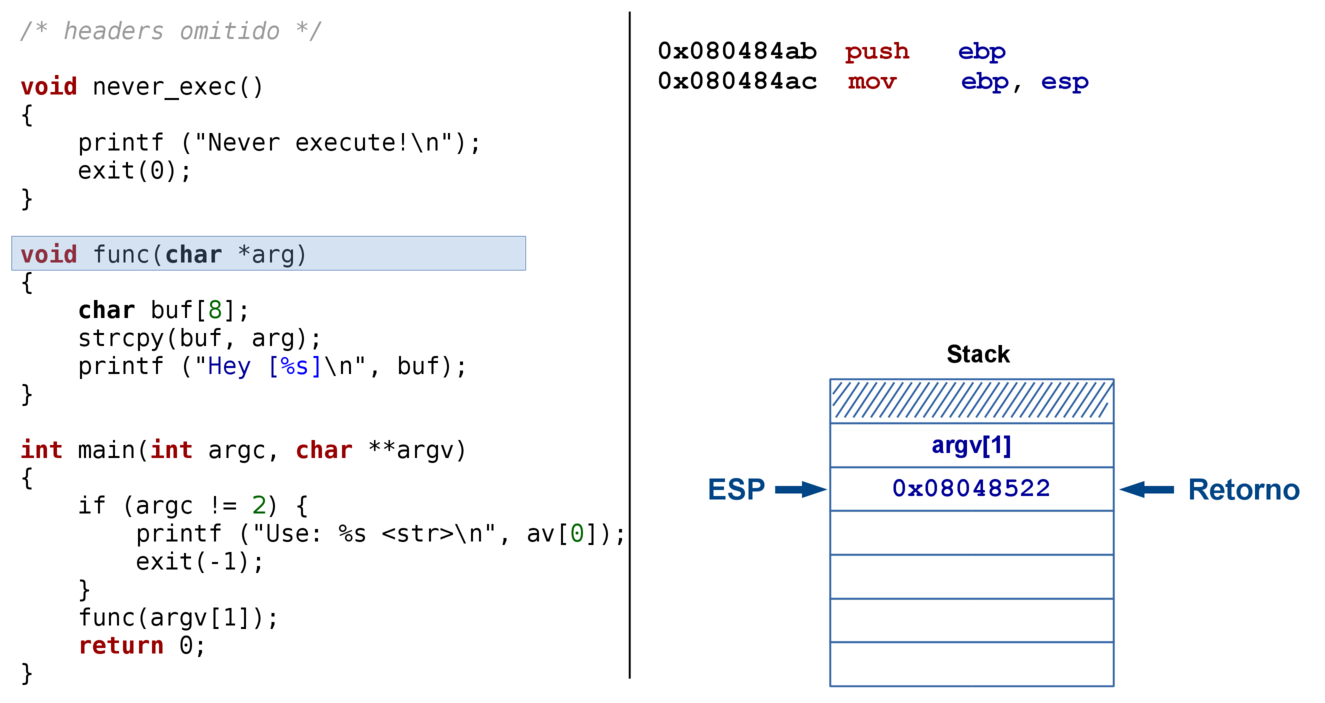 /* headers omitido */
void never_exec()
{
    printf ("Never execute!\n");
    exit(0);
}
void func(char *arg)
{
    char buf[8];
    strcpy(buf, arg);
    printf ("Hey [%s]\n", buf);
}
int main(int argc, char **argv)
{
    if (argc != 2) {
        printf ("Use: %s <str>\n", av[0]);
        exit(-1);
    }
    func(argv[1]);
    return 0;
}
0x080484ab push ebp
0x080484ac mov ebp, esp
Stack
argv[1]
ESP 0x08048522 Retorno